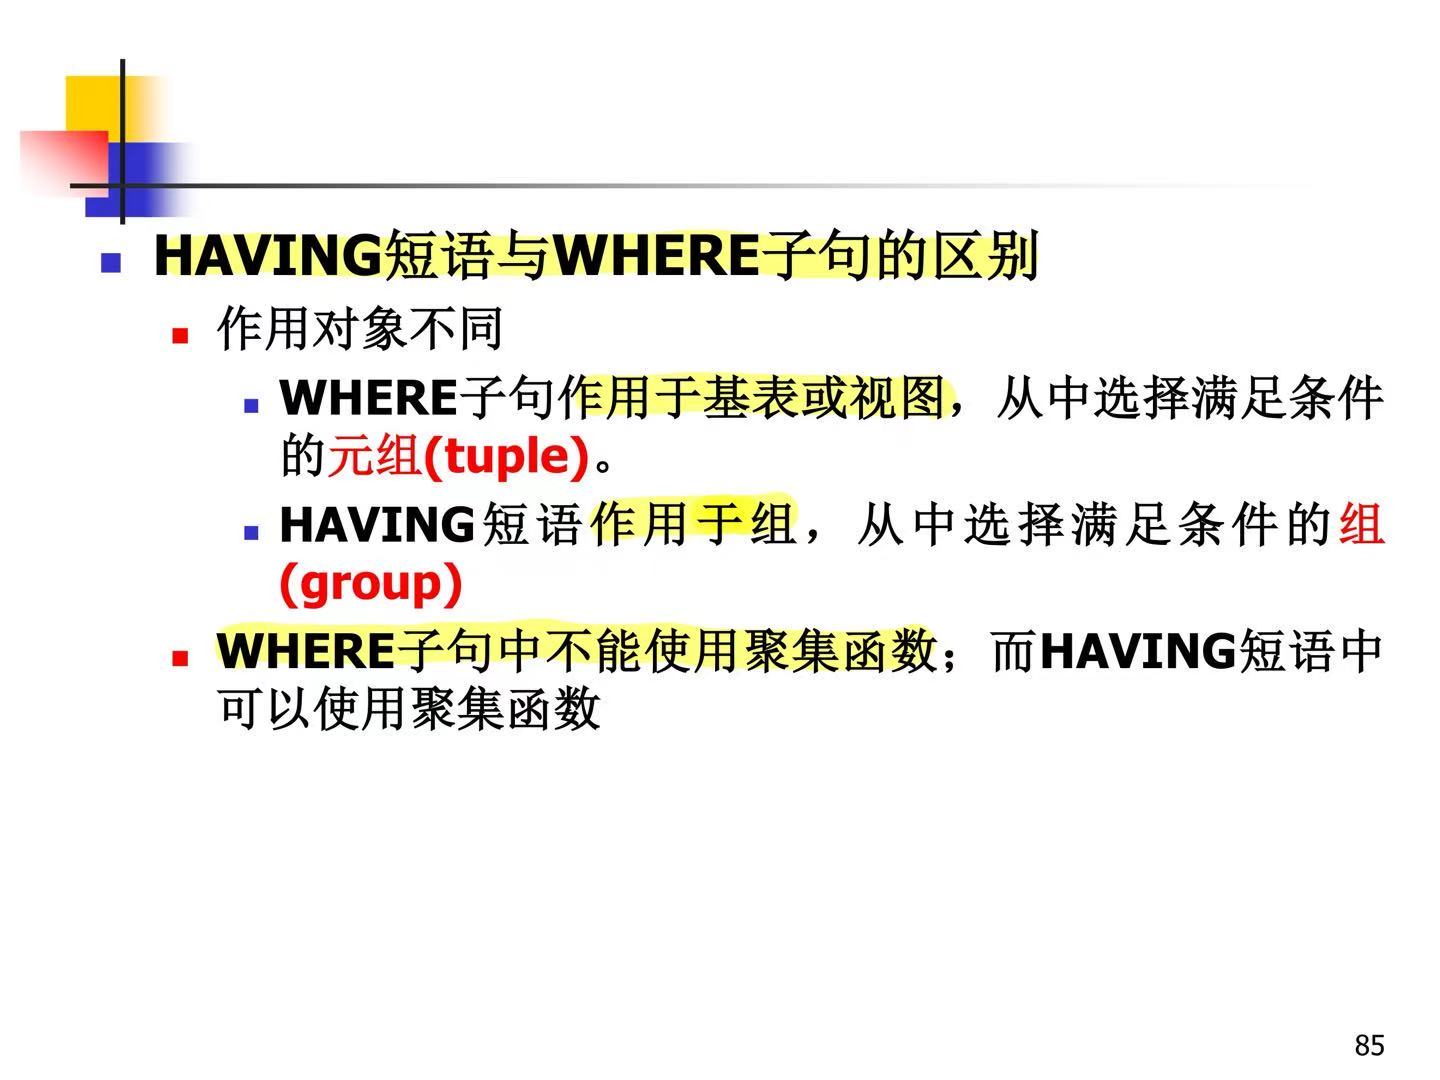 HAVING短语与WHERE子句的区别
作用对象不同
WHERE子句作用于基表或视图，从中选择满足条件
的元组(tuple)。
HAVING短语作用于组，从中选择满足条件的组
(group)
WHERE子句中不能使用聚集函数；而HAVING短语中
可以使用聚集函数
85